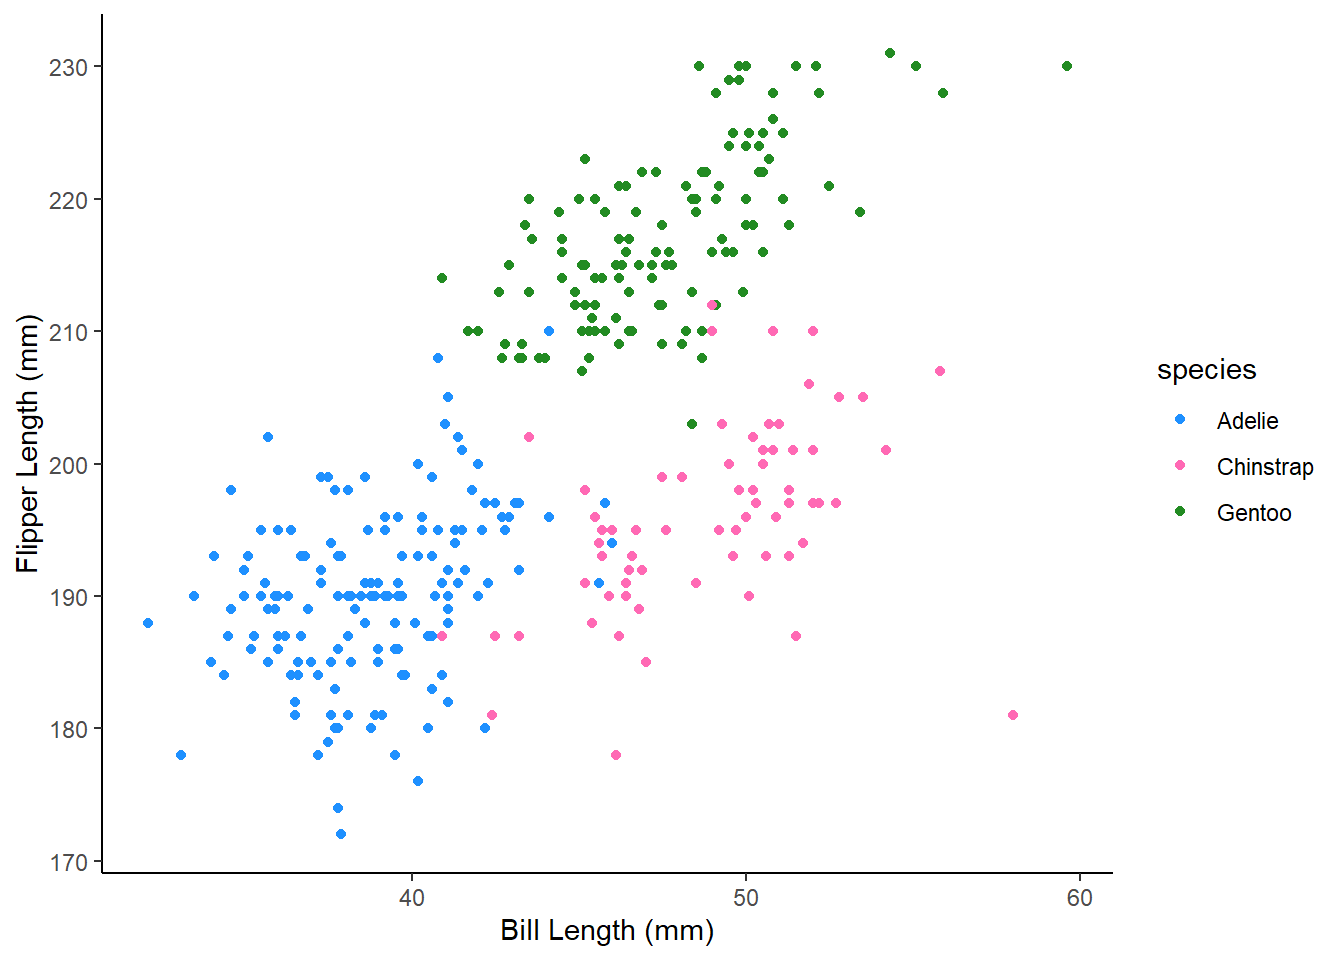 230
220
210
200
190
180
170
Flipper Length (mm)
40 50 60
Bill Length (mm)
species
Adelie
Chinstrap
Gentoo